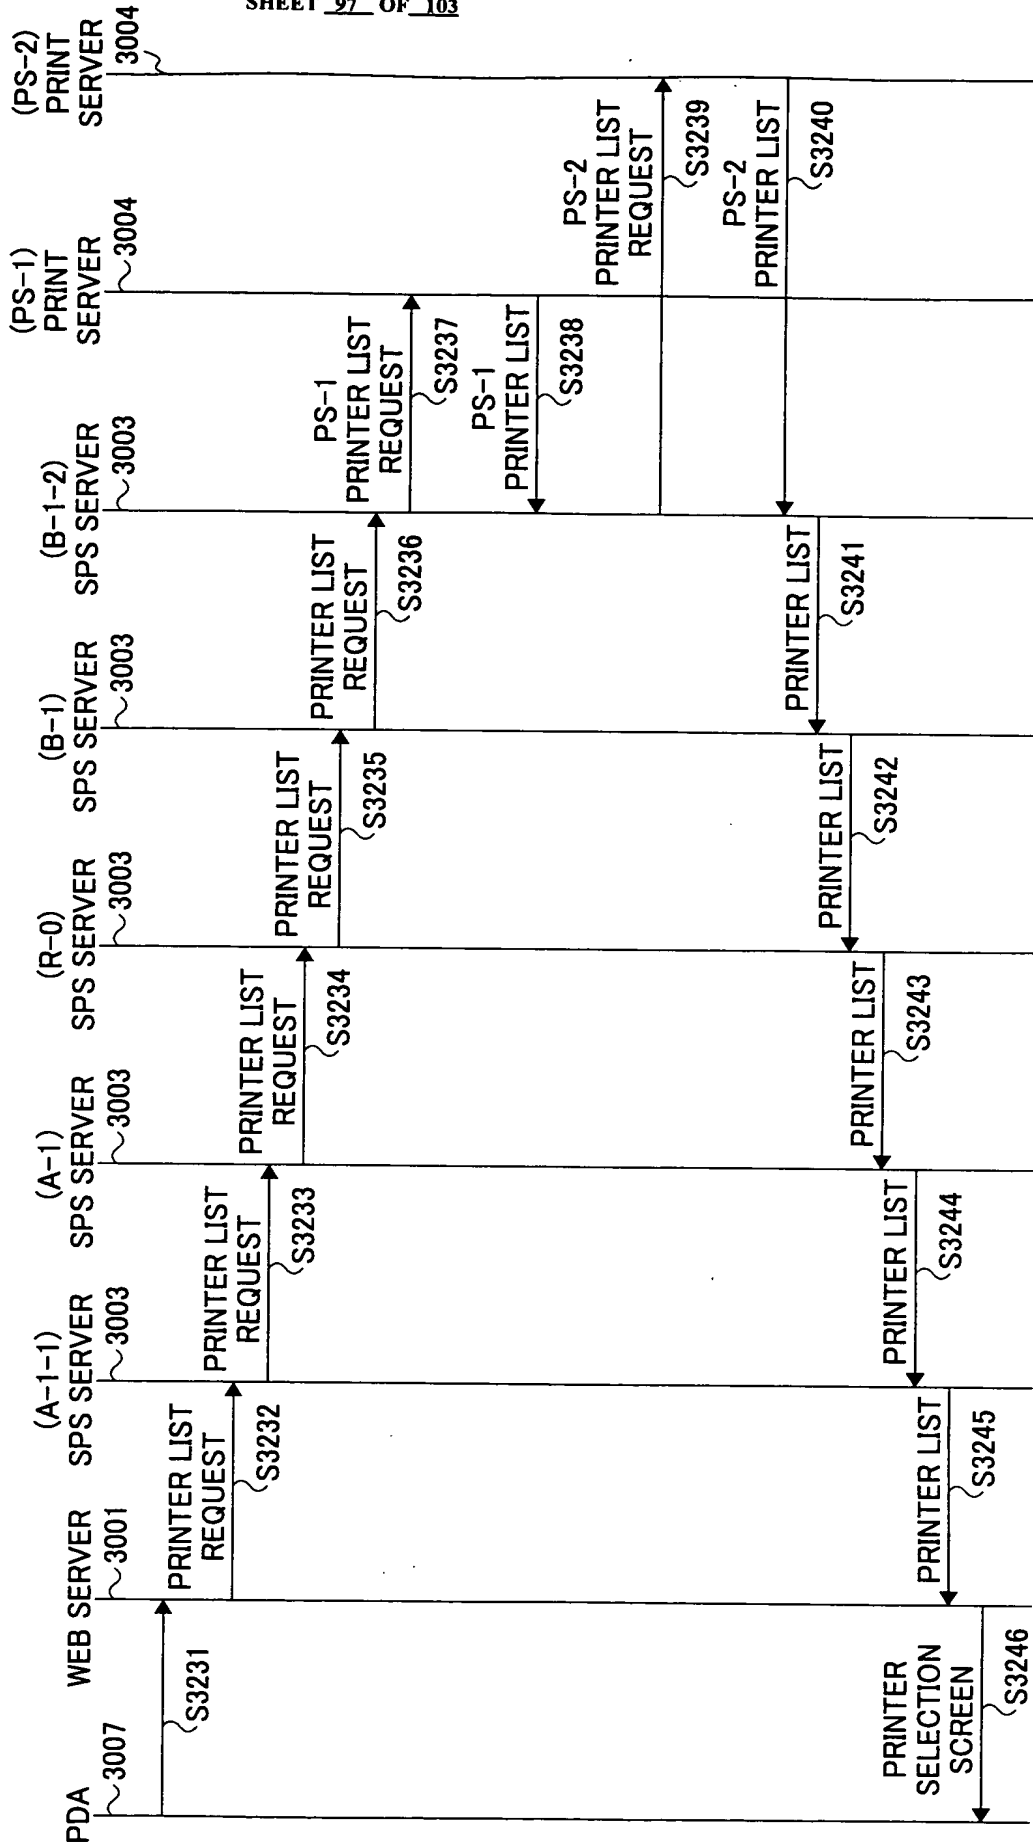 SHEET 97 OF 103
PDA
3007
WEB SERVER
3001
(A-1-1)
SPS SERVER
3003
(A-1)
SPS SERVER
3003
(R-0)
SPS SERVER
3003
(B-1)
SPS SERVER
3003
(B-1-2)
SPS SERVER
3003
(PS-1)
PRINT
SERVER
3004
(PS-2)
PRINT
SERVER
3004
S3231
PRINTER LIST
REQUEST
S3232
PRINTER LIST
REQUEST
S3233
PRINTER LIST
REQUEST
S3234
PRINTER LIST
REQUEST
S3235
PRINTER LIST
REQUEST
S3236
PS-1
PRINTER LIST
REQUEST
S3237
PS-1
PRINTER LIST
S3238
PS-2
PRINTER LIST
REQUEST
S3239
PS-2
PRINTER LIST
S3240
PRINTER LIST
S3241
PRINTER LIST
S3242
PRINTER LIST
S3243
PRINTER LIST
S3244
PRINTER LIST
S3245
PRINTER
SELECTION
SCREEN
S3246